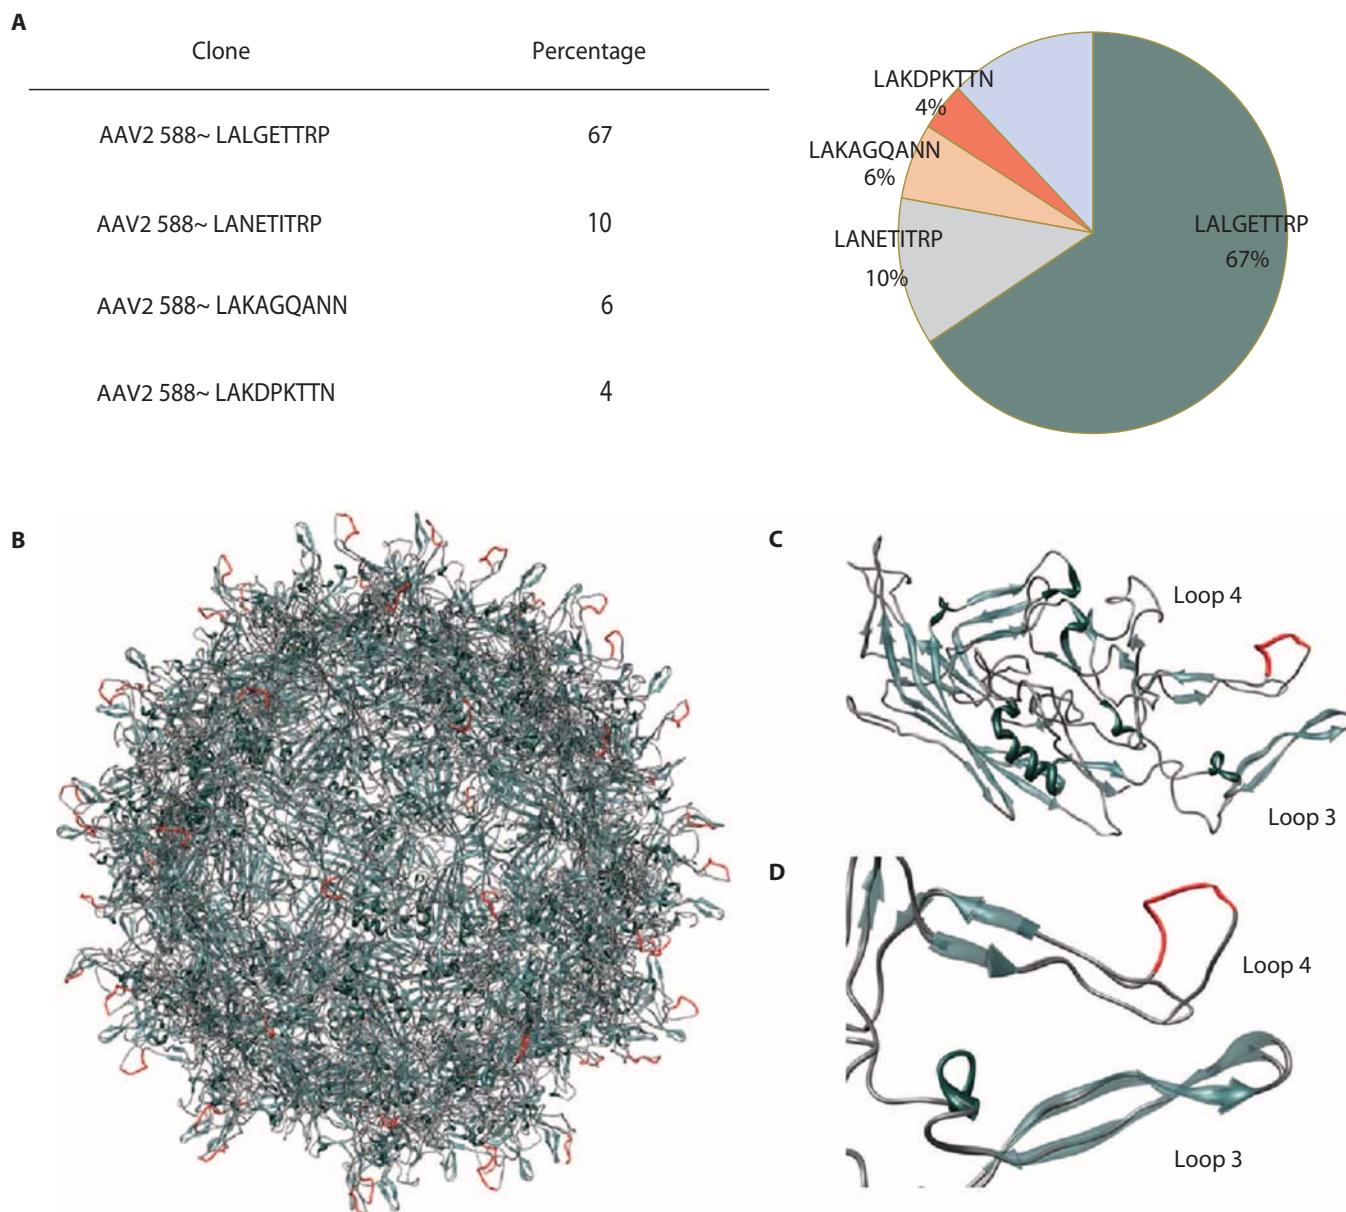 A
Clone Percentage
AAV2 588~ LALGETTRP 67
AAV2 588~ LANETITRP 10
AAV2 588~ LAKAGQANN 6
AAV2 588~ LAKDPKTTN 4
LAKDPKTTN
4%
LAKAGQANN
6%
LANETITRP
10%
LALGETTRP
67%
B
C
Loop 4
Loop 3
D
Loop 4
Loop 3